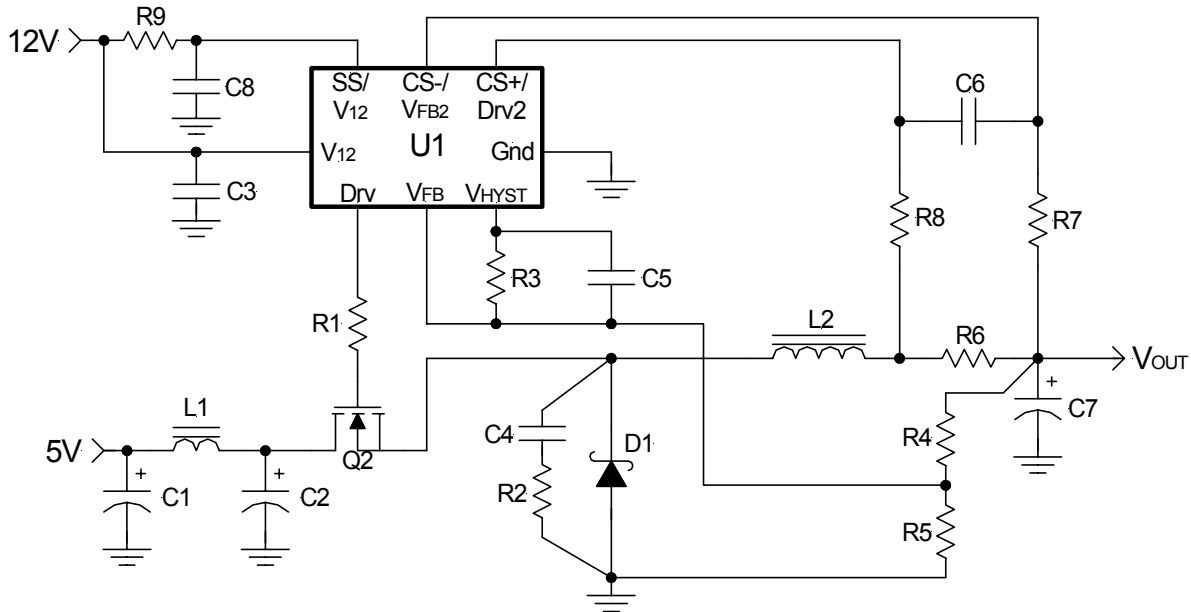 R9
12V
C8
SS/
V12
CS-/
VFB2
CS+/
Drv2
U1
V12
Gnd
Drv
VFB
VHYST
C3
C6
R8
R7
R3
C5
R1
L2
R6
VOUT
+
C7
L1
5V
Q2
C4
D1
R4
+
C1
+
C2
R2
R5